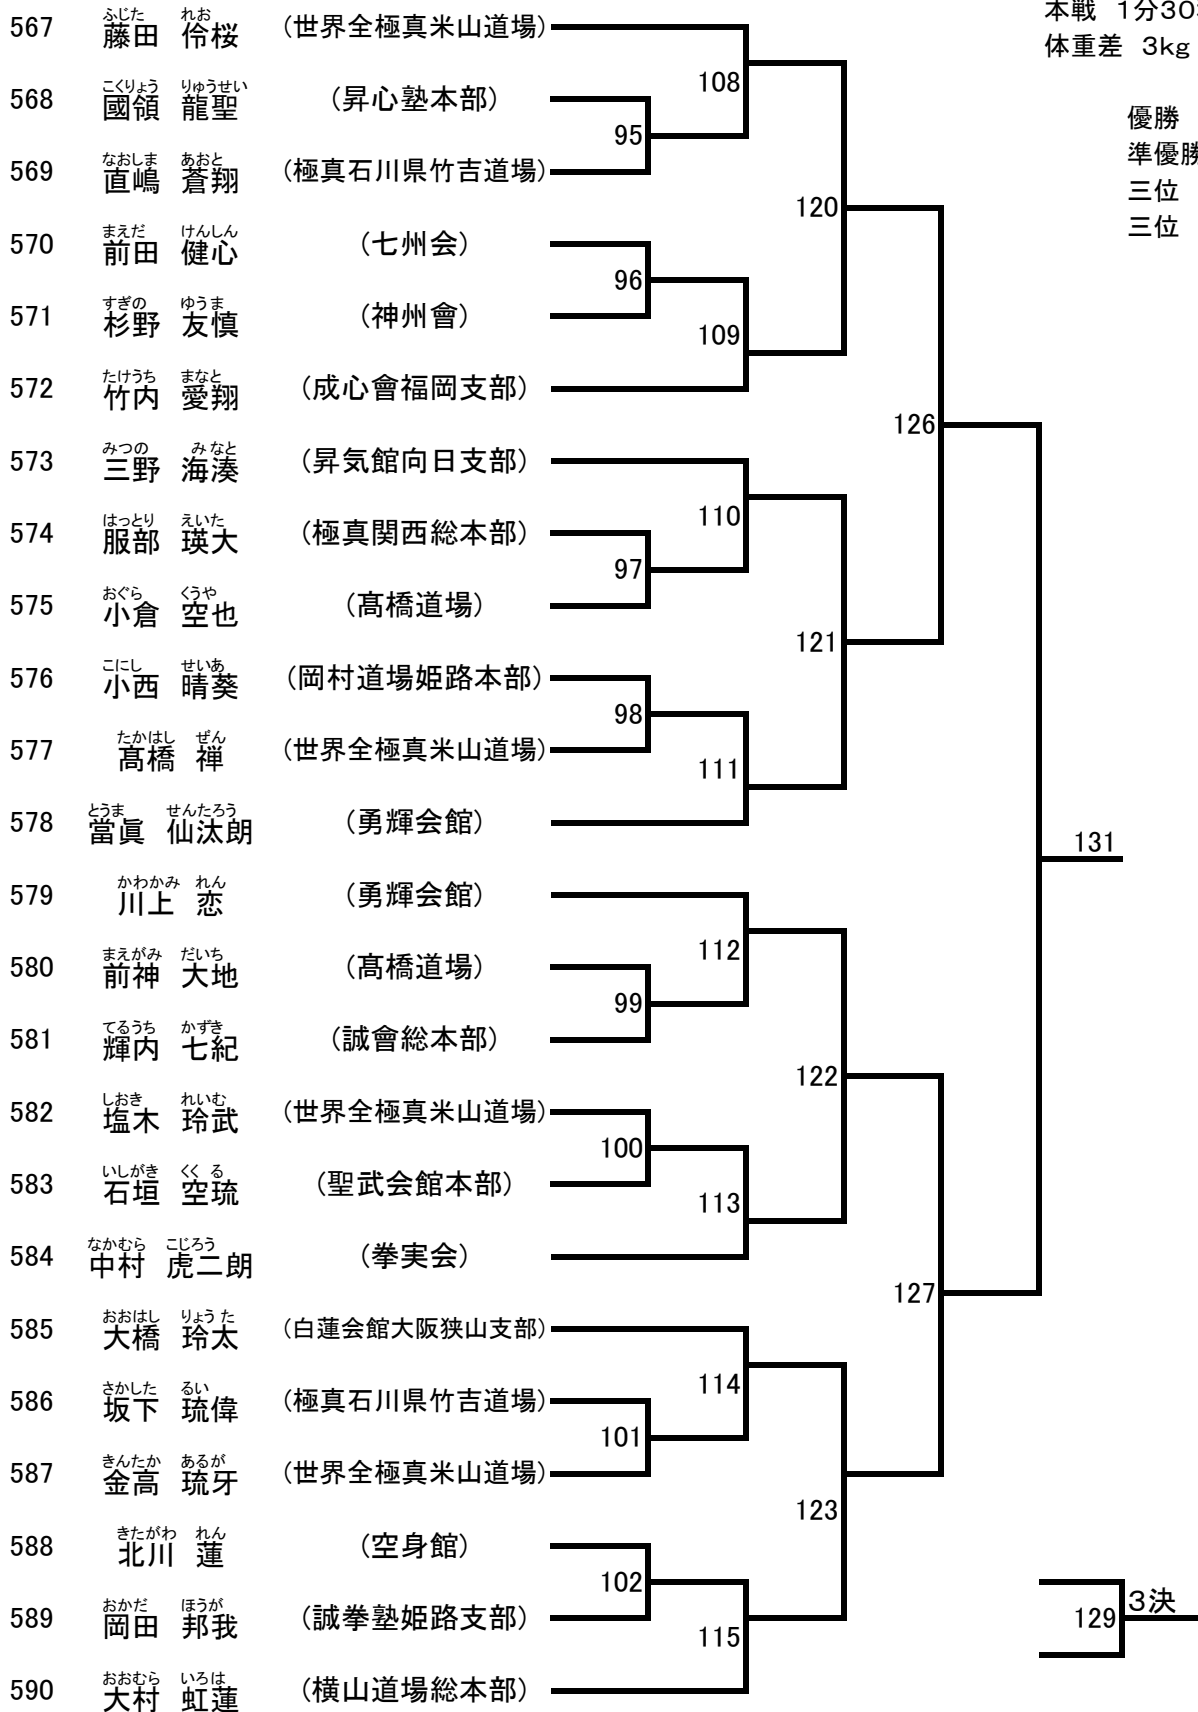 本戦 1分30
体重差 3kg
優勝
準優勝
三位
三位
567 藤田 伶桜 (世界全極真米山道場)
ふじた れお
568 國領 龍聖 (昇心塾本部)
こくりょう りゅうせい
569 直嶋 蒼翔 (極真石川県竹吉道場)
なおしま あおと
570 前田 健心 (七州会)
まえだ けんしん
571 杉野 友慎 (神州會)
すぎの ゆうま
572 竹内 愛翔 (成心會福岡支部)
たけうち まなと
573 三野 海湊 (昇気館向日支部)
みつの みなと
574 服部 瑛大 (極真関西総本部)
はっとり えいた
575 小倉 空也 (髙橋道場)
おぐら くうや
576 小西 晴葵 (岡村道場姫路本部)
こにし せいあ
577 髙橋 禅 (世界全極真米山道場)
たかはし ぜん
578 當眞 仙汰朗 (勇輝会館)
とうま せんたろう
579 川上 恋 (勇輝会館)
かわかみ れん
580 前神 大地 (髙橋道場)
まえがみ だいち
581 輝内 七紀 (誠會総本部)
てるうち かずき
582 塩木 玲武 (世界全極真米山道場)
しおき れいむ
583 石垣 空琉 (聖武会館本部)
いしがき くくる
584 中村 虎二朗 (拳実会)
なかむら こじろう
585 大橋 玲太 (白蓮会館大阪狭山支部)
おおはし りょうた
586 坂下 琉偉 (極真石川県竹吉道場)
さかした るい
587 金高 琉牙 (世界全極真米山道場)
きんたか あるが
588 北川 蓮 (空身館)
きたがわ れん
589 岡田 邦我 (誠拳塾姫路支部)
おかだ ほうが
590 大村 虹蓮 (横山道場総本部)
おおむら いろは
95
96
97
98
99
100
101
102
108
109
110
111
112
113
114
115
120
121
122
123
126
127
131
129 3決